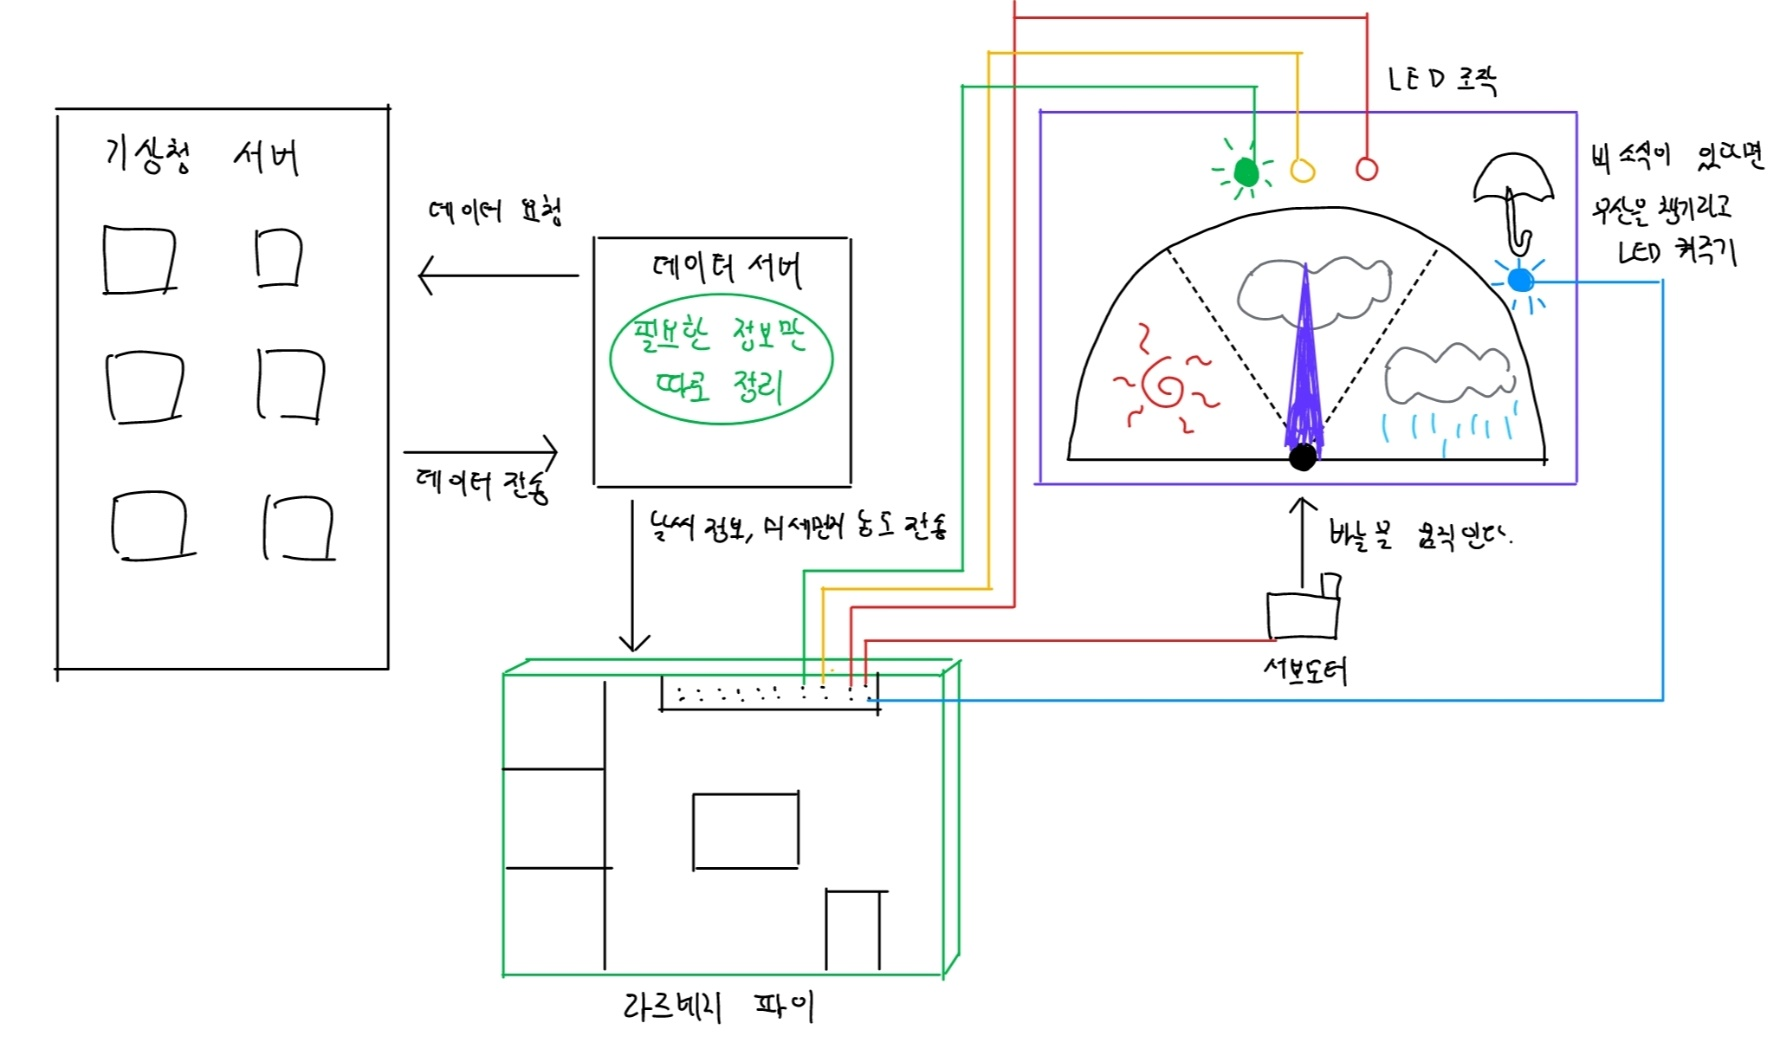 기상청 서버
데이터 요청
데이터 전송
데이터 서버
필요한 정보만
따로 정리
날씨 정보, 미세먼지 농도 전송
라즈베리 파이
LED 조작
비 소식이 있다면
우산을 챙기라고
LED 켜주기
바늘을 움직인다.
서보모터